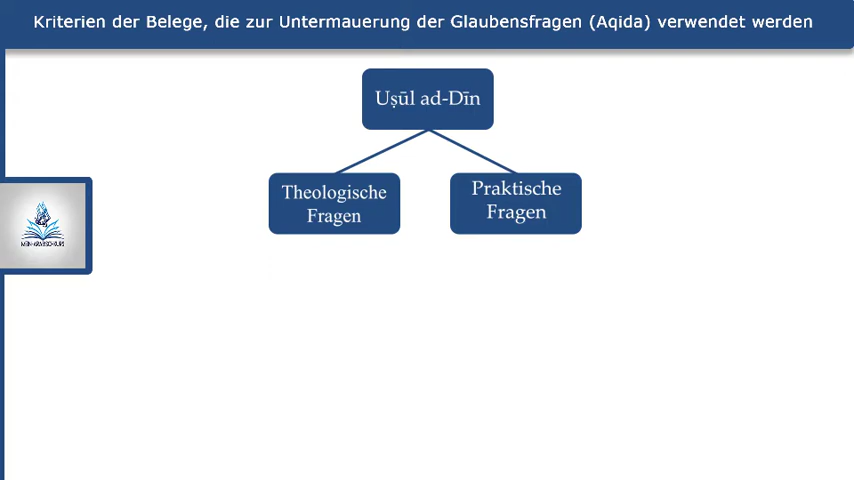 Kriterien der Belege, die zur Untermauerung der Glaubensfragen (Aqida) verwendet werden
Uṣūl ad-Dīn
Theologische
Fragen
Praktische
Fragen